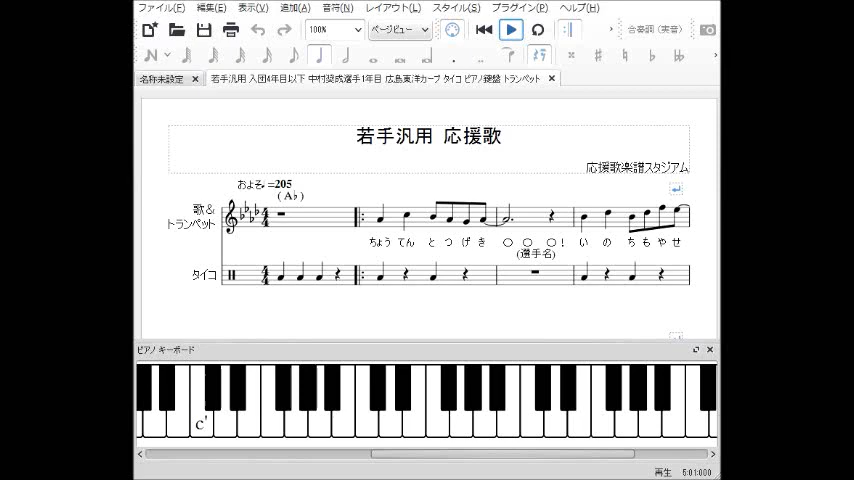 ファイル(F) 編集(E) 表示(V) 追加(A) 音符(N) レイアウト(L) スタイル(S) プラグイン(P) ヘルプ(H)
100% ページビュー 合奏調（実音）
名称未設定 若手汎用 入団4年目以下 中村奨成選手1年目 広島東洋カープ タイコ ピアノ鍵盤 トランペット
若手汎用 応援歌
応援歌楽譜スタジアム
およそ♩=205
(A♭)
歌＆
トランペット
ちょう てん と つ げ き 〇 〇 〇！ い の ち も や せ
(選手名)
タイコ
ピアノ キーボード
c'
再生 5:01:000